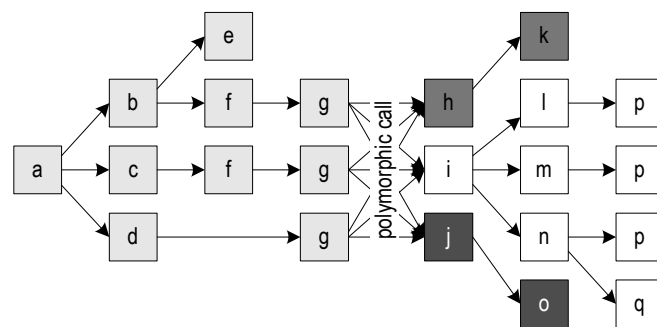 e k
b f g h l p
a c f g polymorphic call i m p
d g j n p
o q